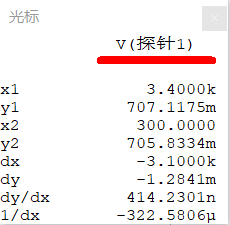 光标
V(探针1)
x1 3.4000k
y1 707.1175m
x2 300.0000
y2 705.8334m
dx -3.1000k
dy -1.2841m
dy/dx 414.2301n
1/dx -322.5806µ